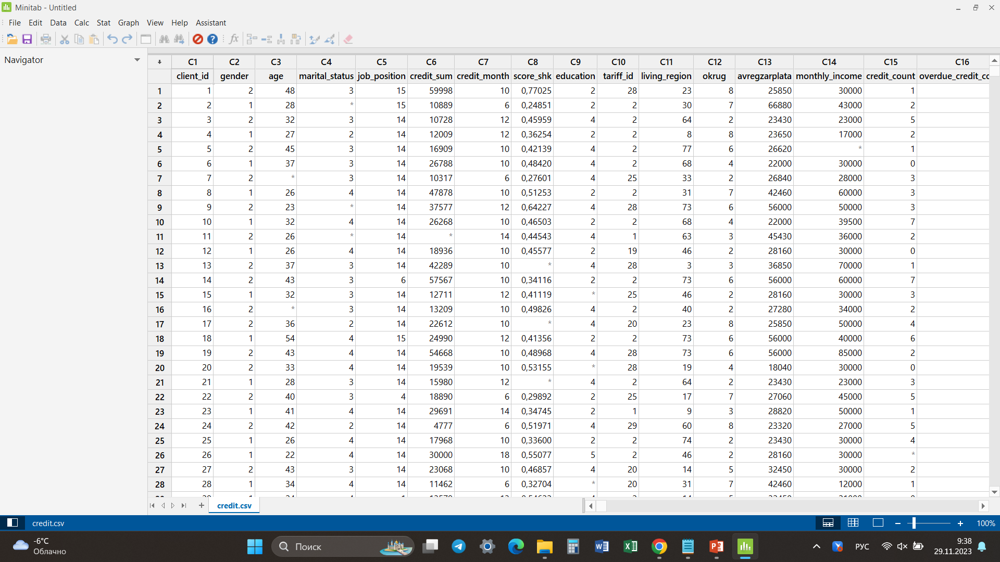 Minitab - Untitled
File Edit Data Calc Stat Graph View Help Assistant
Navigator
C1 C2 C3 C4 C5 C6 C7 C8 C9 C10 C11 C12 C13 C14 C15 C16
client_id gender age marital_status job_position credit_sum credit_month score_shk education tariff_id living_region okrug avregzarplata monthly_income credit_count overdue_credit_cc
1 1 2 48 3 15 59998 10 0,77025 2 28 23 8 25850 30000 1
2 2 1 28 * 15 10889 6 0,24851 2 2 30 7 66880 43000 2
3 3 2 32 3 14 10728 12 0,45959 4 2 64 2 23430 23000 5
4 4 1 27 2 14 12009 12 0,36254 2 2 8 8 23650 17000 2
5 5 2 45 3 14 16909 10 0,42139 4 2 77 6 26620 * 1
6 6 1 37 3 14 26788 10 0,48420 4 2 68 4 22000 30000 0
7 7 2 * 3 14 10317 6 0,27601 4 25 33 2 26840 28000 3
8 8 1 26 4 14 47878 10 0,51253 2 2 31 7 42460 60000 3
9 9 2 23 * 14 37577 12 0,64227 4 28 73 6 56000 50000 3
10 10 1 32 4 14 26268 10 0,46503 2 2 68 4 22000 39500 7
11 11 2 26 * 14 * 14 0,44543 4 1 63 3 45430 36000 2
12 12 1 26 4 14 18936 10 0,45577 2 19 46 2 28160 30000 0
13 13 2 37 3 14 42289 10 * 4 28 3 3 36850 70000 1
14 14 2 43 3 6 57567 10 0,34116 2 2 73 6 56000 60000 7
15 15 1 32 3 14 12711 12 0,41119 * 25 46 2 28160 30000 3
16 16 2 * 3 14 13209 10 0,49826 4 2 40 2 27280 34000 2
17 17 2 36 2 14 22612 10 * 4 20 23 8 25850 50000 4
18 18 1 54 4 15 24990 12 0,41356 2 2 73 6 56000 40000 6
19 19 2 43 4 14 54668 10 0,48968 4 28 73 6 56000 85000 2
20 20 2 33 4 14 19539 10 0,53155 * 28 19 4 18040 30000 0
21 21 1 28 3 14 15980 12 * 4 2 64 2 23430 23000 3
22 22 2 40 3 4 18890 6 0,29892 2 25 17 7 27060 45000 5
23 23 1 41 4 14 29691 14 0,34745 2 1 9 3 28820 50000 1
24 24 2 42 2 14 4777 6 0,51971 4 29 60 8 23320 27000 5
25 25 1 26 4 14 17968 10 0,33600 2 2 74 2 23430 30000 4
26 26 1 22 4 14 30000 18 0,55077 5 2 46 2 28160 30000 *
27 27 2 43 3 14 23068 10 0,46857 4 20 14 5 32450 30000 2
28 28 1 34 4 14 11462 6 0,32704 * 20 31 7 42460 12000 1
credit.csv
credit.csv
100%
-6°C
Облачно
Поиск
РУС
9:38
29.11.2023